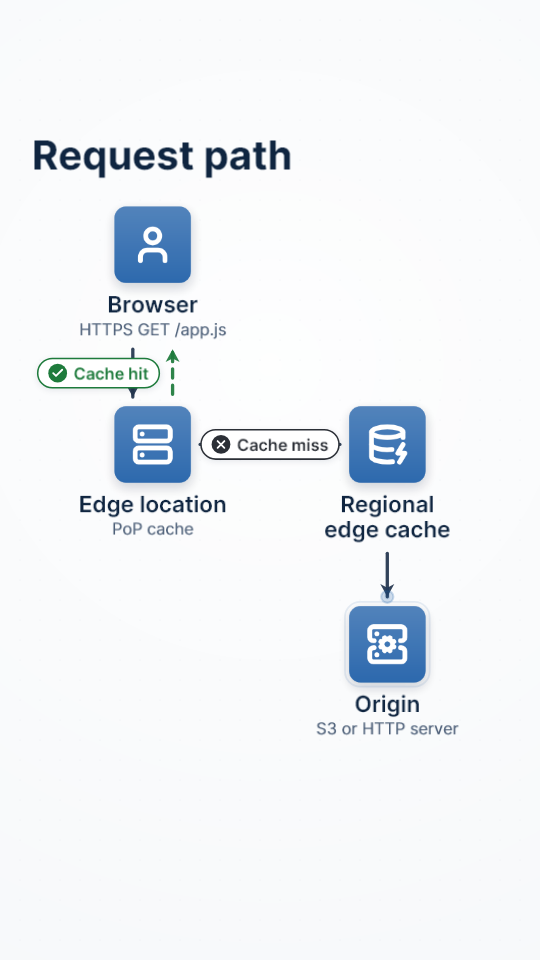 Request path
Browser
HTTPS GET /app.js
Cache hit
Cache miss
Edge location
PoP cache
Regional
edge cache
Origin
S3 or HTTP server